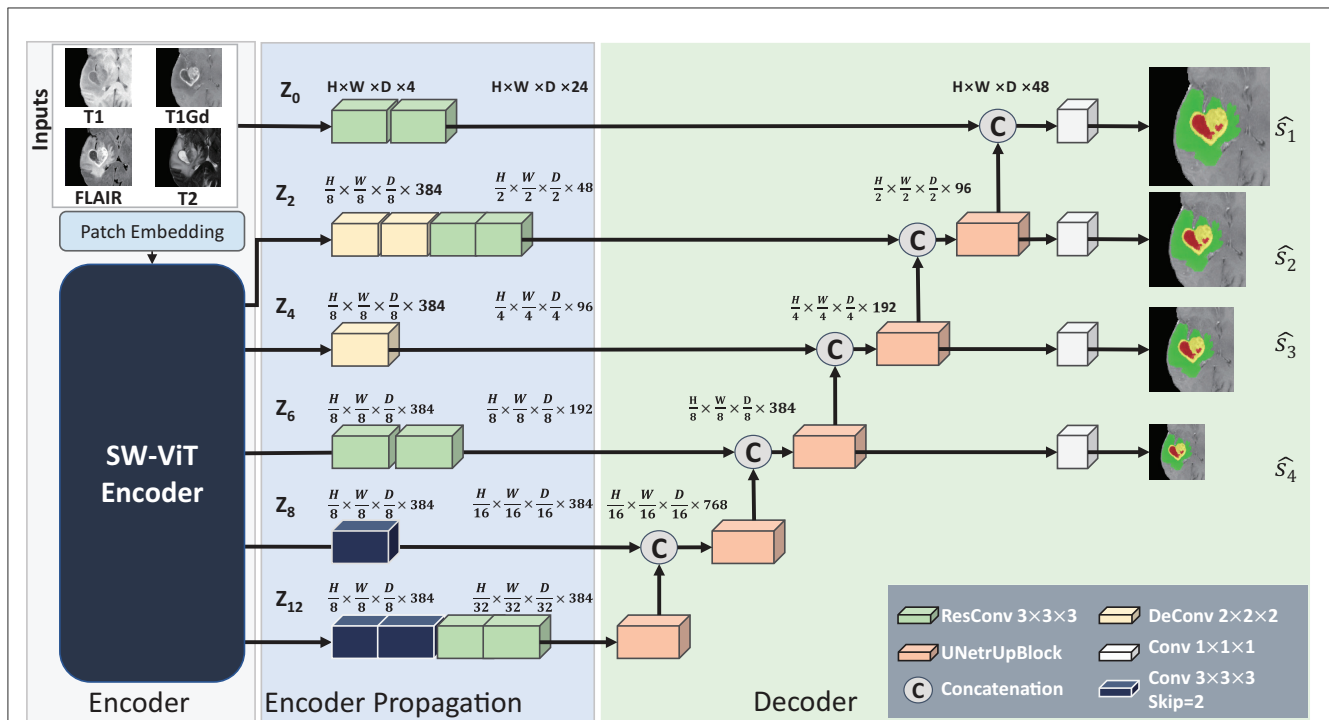 Inputs
T1
T1Gd
FLAIR
T2
Patch Embedding
SW-ViT
Encoder
Encoder
Z0
H×W ×D ×4
H×W ×D ×24
Z2
H/8 × W/8 × D/8 × 384
H/2 × W/2 × D/2 × 48
Z4
H/8 × W/8 × D/8 × 384
H/4 × W/4 × D/4 × 96
Z6
H/8 × W/8 × D/8 × 384
H/8 × W/8 × D/8 × 192
Z8
H/8 × W/8 × D/8 × 384
H/16 × W/16 × D/16 × 384
Z12
H/8 × W/8 × D/8 × 384
H/32 × W/32 × D/32 × 384
Encoder Propagation
H×W ×D ×48
C
ŝ1
H/2 × W/2 × D/2 × 96
C
ŝ2
H/4 × W/4 × D/4 × 192
C
ŝ3
H/8 × W/8 × D/8 × 384
C
ŝ4
H/16 × W/16 × D/16 × 768
C
Decoder
ResConv 3×3×3
DeConv 2×2×2
UNetrUpBlock
Conv 1×1×1
C
Concatenation
Conv 3×3×3
Skip=2